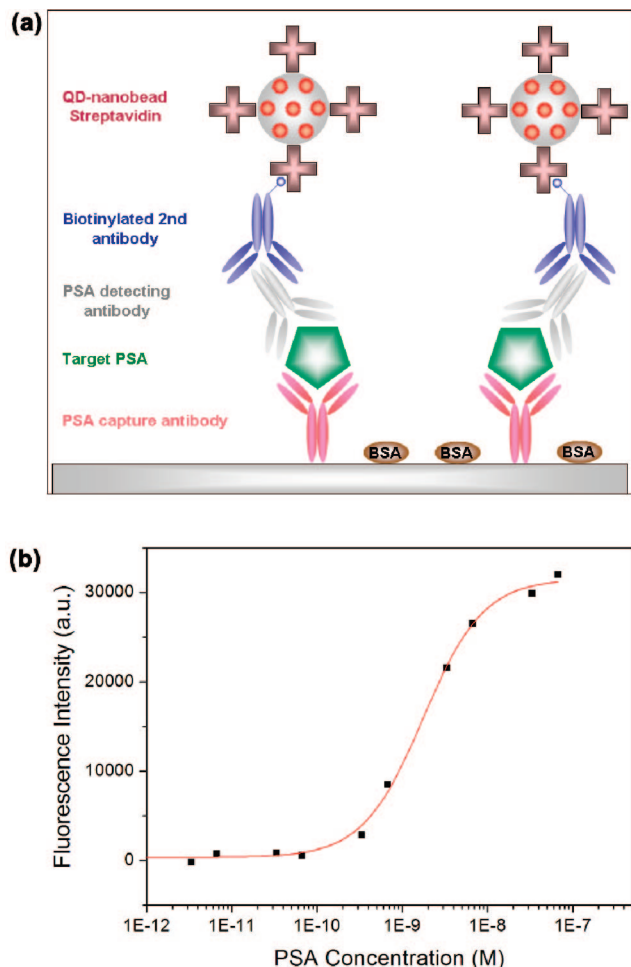 (a)
QD-nanobead
Streptavidin
Biotinylated 2nd
antibody
PSA detecting
antibody
Target PSA
PSA capture antibody
BSA BSA BSA
(b)
Fluorescence Intensity (a.u.)
30000
20000
10000
0
1E-12 1E-11 1E-10 1E-9 1E-8 1E-7
PSA Concentration (M)